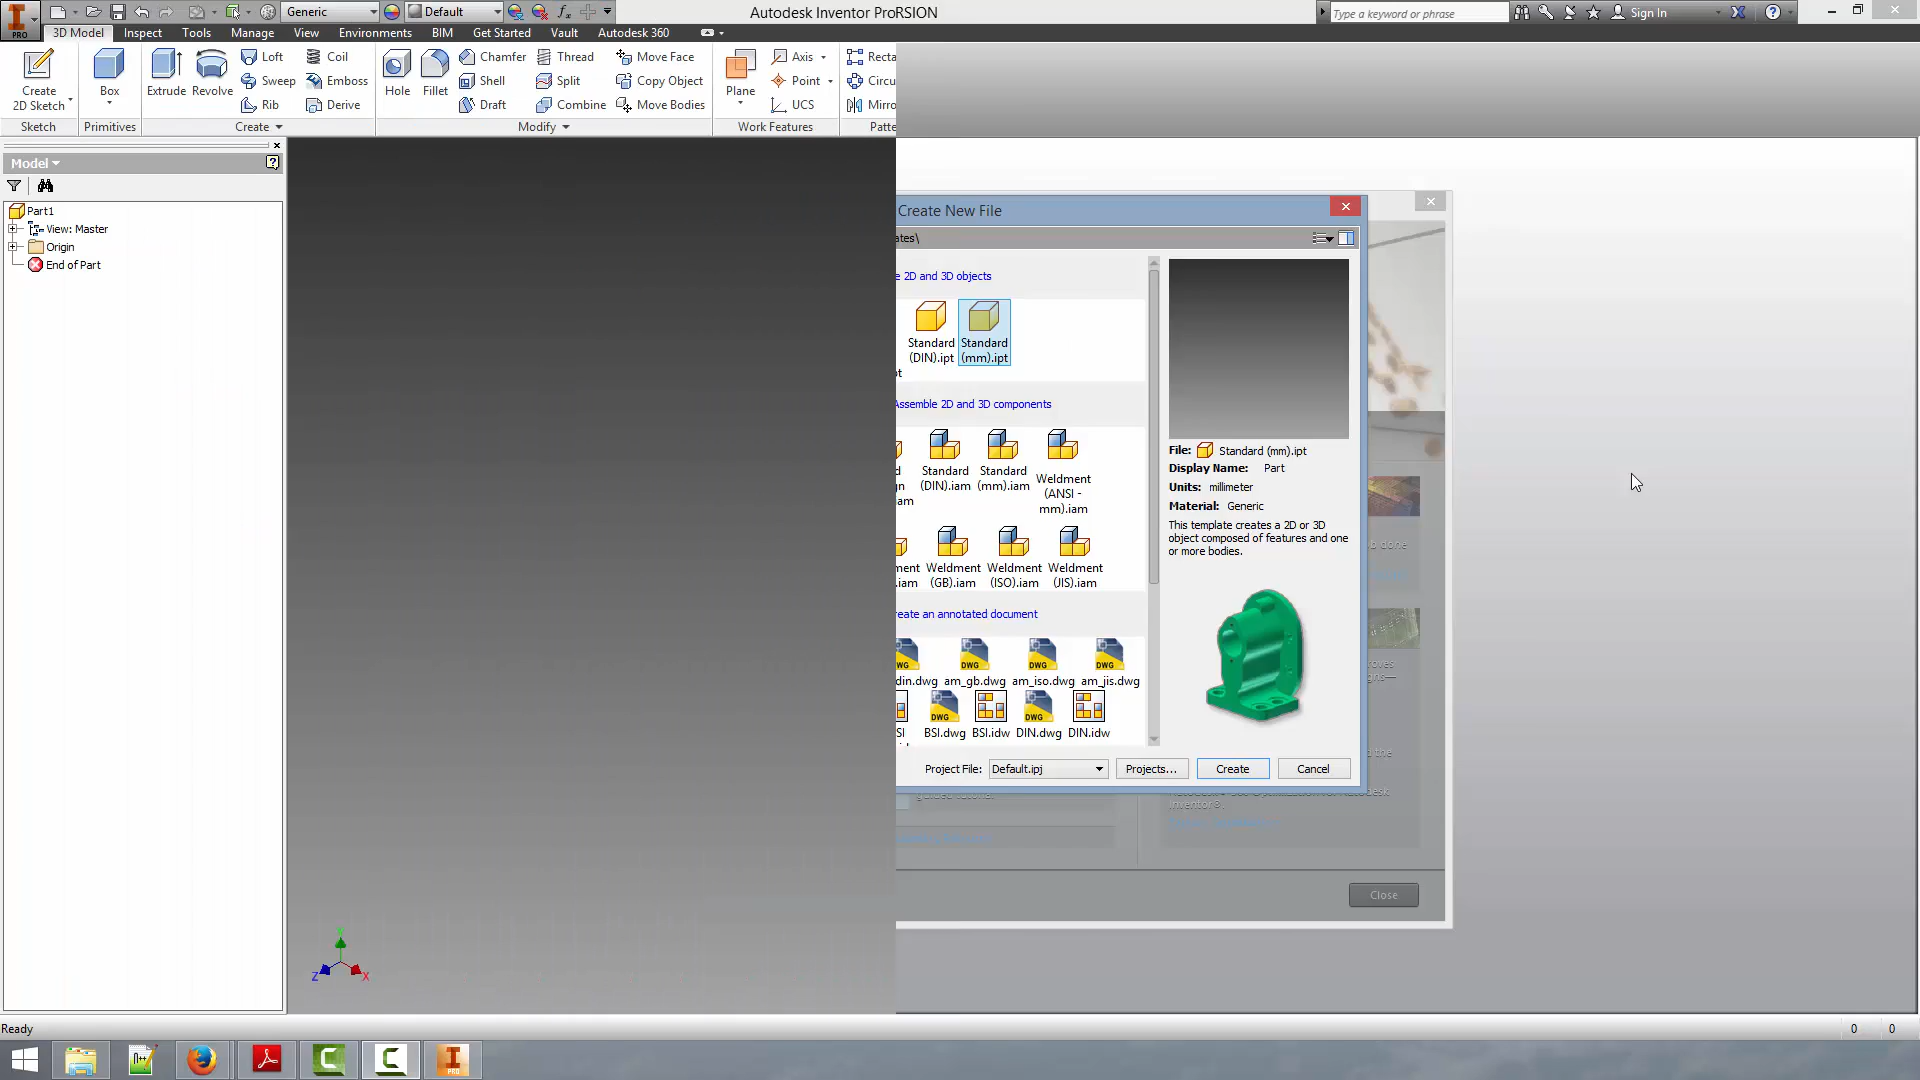 Generic
Default
Autodesk Inventor ProRSION
Type a keyword or phrase
Sign In
PRO
3D Model
Inspect
Tools
Manage
View
Environments
BIM
Get Started
Vault
Autodesk 360
Create
2D Sketch
Box
Extrude
Revolve
Loft
Sweep
Rib
Coil
Emboss
Derive
Hole
Fillet
Chamfer
Shell
Draft
Thread
Split
Combine
Move Face
Copy Object
Move Bodies
Plane
Axis
Point
UCS
Recta
Circu
Mirro
Sketch
Primitives
Create
Modify
Work Features
Patte
Model
Part1
View: Master
Origin
End of Part
Create New File
ates\
e 2D and 3D objects
Standard
(DIN).ipt
Standard
(mm).ipt
Assemble 2D and 3D components
Standard
(DIN).iam
Standard
(mm).iam
Weldment
(ANSI -
mm).iam
Weldment
(GB).iam
Weldment
(ISO).iam
Weldment
(JIS).iam
reate an annotated document
din.dwg
am_gb.dwg
am_iso.dwg
am_jis.dwg
BSI.dwg
BSI.idw
DIN.dwg
DIN.idw
File: Standard (mm).ipt
Display Name: Part
Units: millimeter
Material: Generic
This template creates a 2D or 3D
object composed of features and one
or more bodies.
Project File:
Default.ipj
Projects...
Create
Cancel
Close
Y
Z
X
Ready
0
0